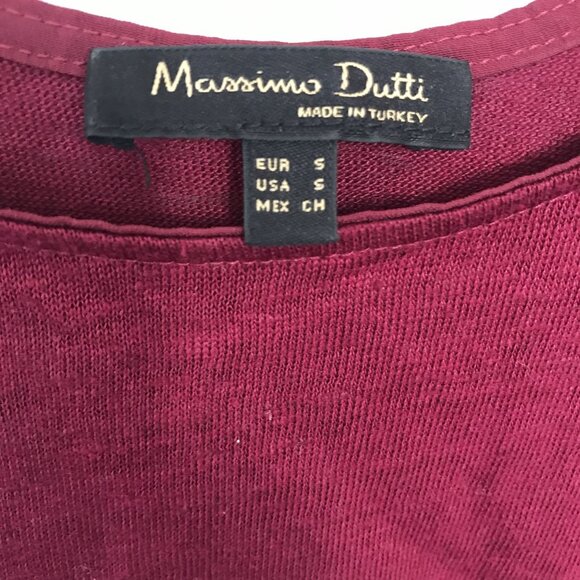 Massimo Dutti
MADE IN TURKEY
EUR S
USA S
MEX CH